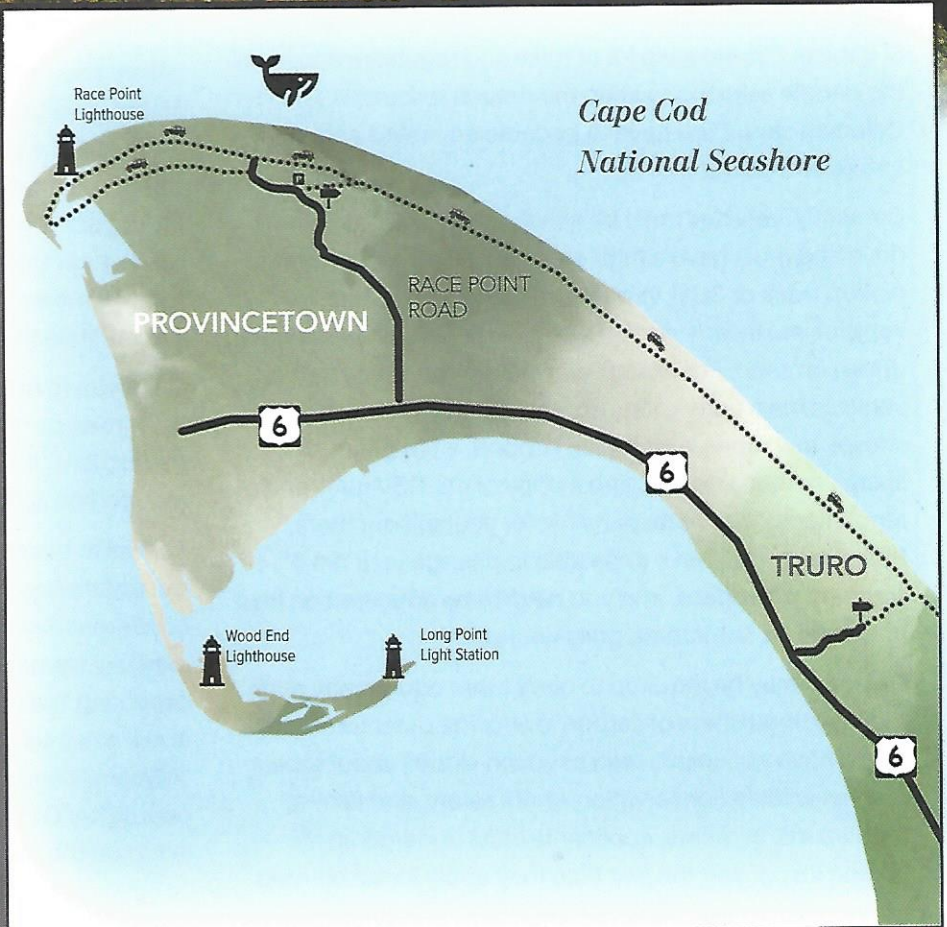 Race Point
Lighthouse
Cape Cod
National Seashore
P
RACE POINT
ROAD
PROVINCETOWN
6
6
TRURO
Wood End
Lighthouse
Long Point
Light Station
6